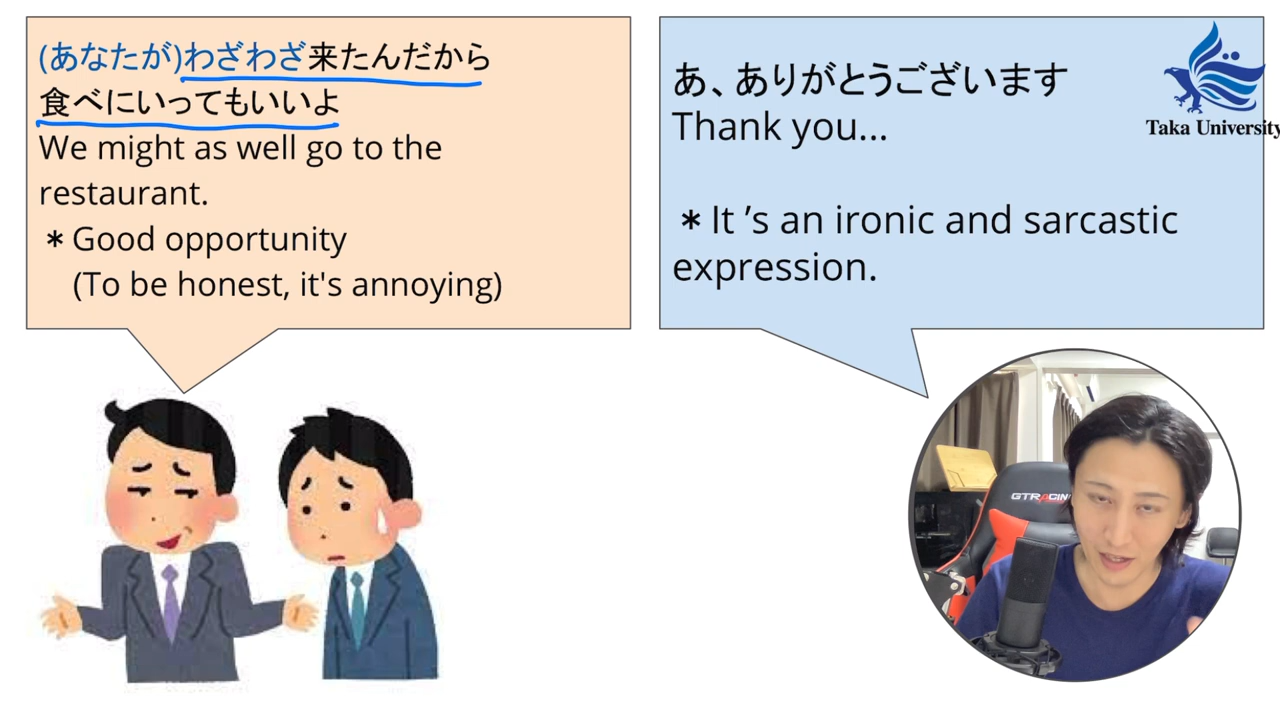 (あなたが)わざわざ来たんだから
食べにいってもいいよ
We might as well go to the
restaurant.
＊Good opportunity
(To be honest, it's annoying)
あ、ありがとうございます
Thank you...
＊It ’s an ironic and sarcastic
expression.
Taka University
GTRACIN